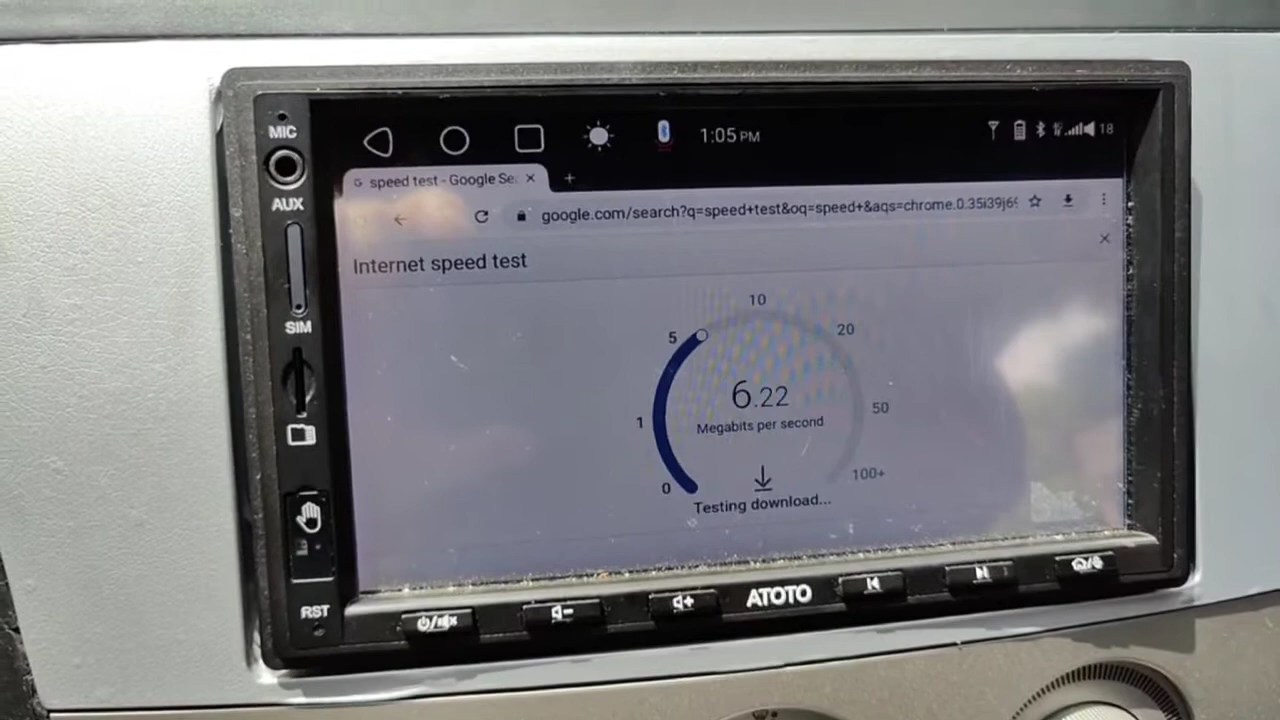 MIC
AUX
SIM
RST
1:05 PM
18
speed test - Google Se
google.com/search?q=speed+test&oq=speed+&aqs=chrome.0.35i39j69
Internet speed test
0
1
5
10
20
50
100+
6.22
Megabits per second
Testing download...
ATOTO